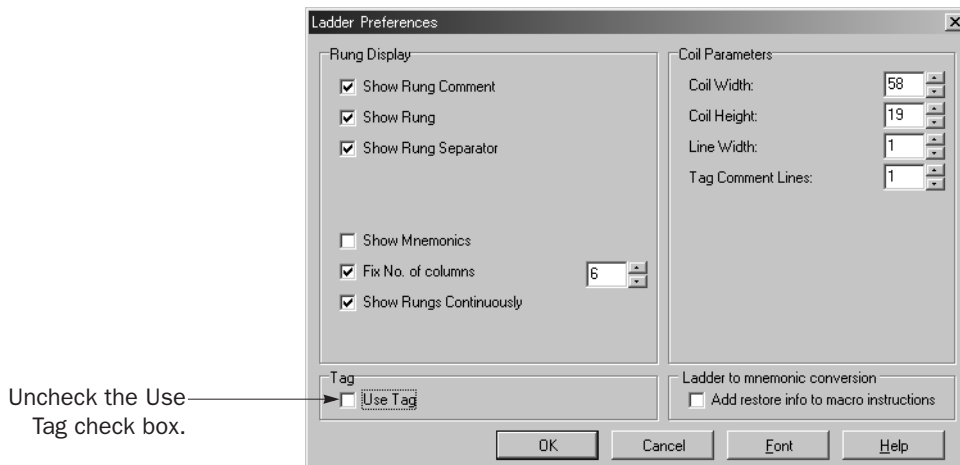 Ladder Preferences
Rung Display
Show Rung Comment
Show Rung
Show Rung Separator
Show Mnemonics
Fix No. of columns 6
Show Rungs Continuously
Coil Parameters
Coil Width: 58
Coil Height: 19
Line Width: 1
Tag Comment Lines: 1
Uncheck the Use
Tag check box.
Tag
Use Tag
Ladder to mnemonic conversion
Add restore info to macro instructions
OK Cancel Font Help